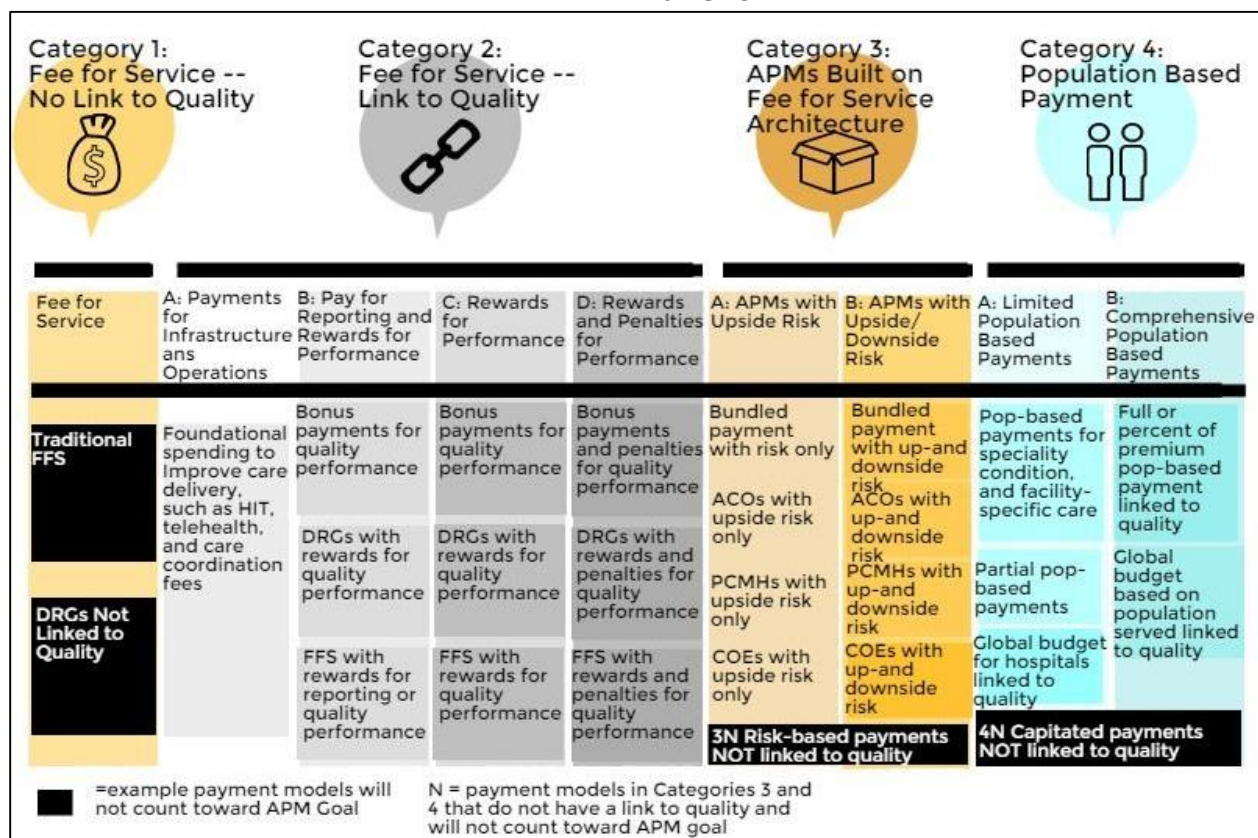 Category 1:
Fee for Service --
No Link to Quality
Category 2:
Fee for Service --
Link to Quality
Category 3:
APMs Built on
Fee for Service
Architecture
Category 4:
Population Based
Payment
$
Fee for
Service
A: Payments
for
Infrastructure
ans
Operations
B: Pay for
Reporting and
Rewards for
Performance
C: Rewards
for
Performance
D: Rewards
and Penalties
for
Performance
A: APMs with
Upside Risk
B: APMs with
Upside/
Downside
Risk
A: Limited
Population
Based
Payments
B:
Comprehensive
Population
Based
Payments
Traditional
FFS
DRGs Not
Linked to
Quality
Foundational
spending to
Improve care
delivery,
such as HIT,
telehealth,
and care
coordination
fees
Bonus
payments for
quality
performance
DRGs with
rewards for
quality
performance
FFS with
rewards for
reporting or
quality
performance
Bonus
payments for
quality
performance
DRGs with
rewards for
quality
performance
FFS with
rewards for
quality
performance
Bonus
payments
and penalties
for quality
performance
DRGs with
rewards and
penalties for
quality
performance
FFS with
rewards and
penalties for
quality
performance
Bundled
payment
with risk only
ACOs with
upside risk
only
PCMHs with
upside risk
only
COEs with
upside risk
only
Bundled
payment
with up-and
downside
risk
ACOs with
up-and
downside
risk
PCMHs with
up-and
downside
risk
COEs with
up-and
downside
risk
3N Risk-based payments
NOT linked to quality
Pop-based
payments for
speciality
condition,
and facility-
specific care
Partial pop-
based
payments
Global budget
for hospitals
linked to
quality
Full or
percent of
premium
pop-based
payment
linked to
quality
Global
budget
based on
population
served linked
to quality
4N Capitated payments
NOT linked to quality
=example payment models will
not count toward APM Goal
N = payment models in Categories 3 and
4 that do not have a link to quality and
will not count toward APM goal